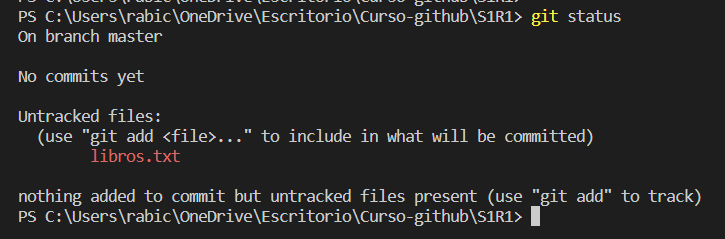 PS C:\Users\rabic\OneDrive\Escritorio\Curso-github\S1R1> git status
On branch master
No commits yet
Untracked files:
(use "git add <file>..." to include in what will be committed)
libros.txt
nothing added to commit but untracked files present (use "git add" to track)
PS C:\Users\rabic\OneDrive\Escritorio\Curso-github\S1R1>